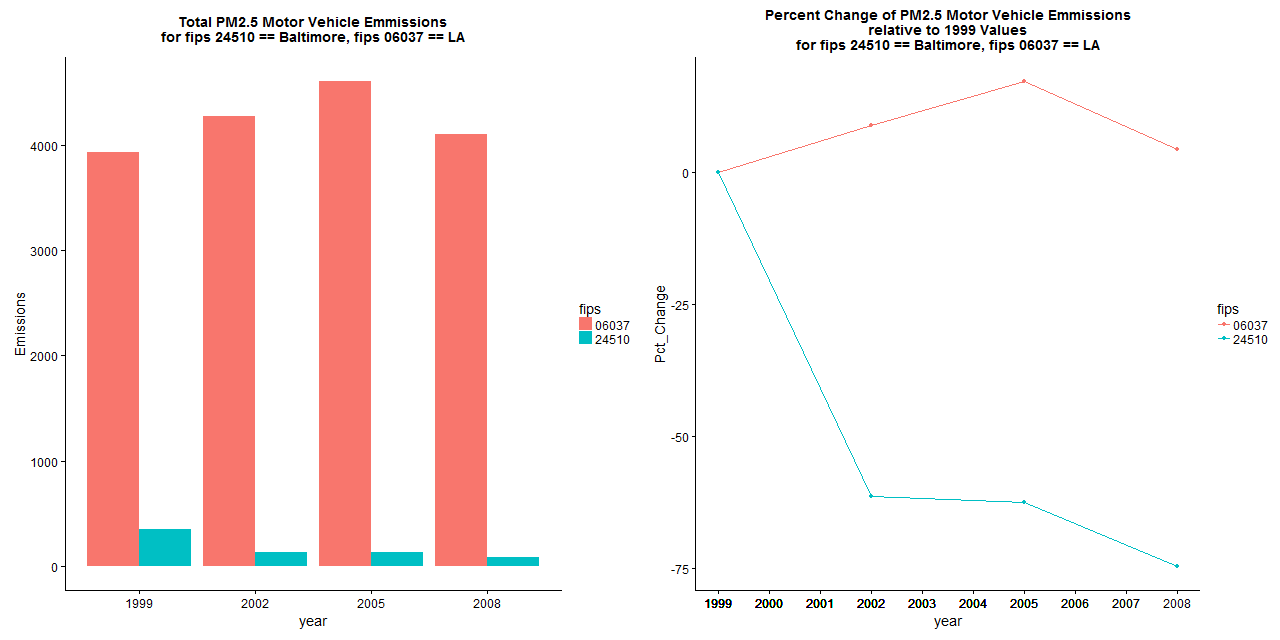 Total PM2.5 Motor Vehicle Emmissions
for fips 24510 == Baltimore, fips 06037 == LA
Emissions
4000
3000
2000
1000
0
1999 2002 2005 2008
year
fips
06037
24510
Percent Change of PM2.5 Motor Vehicle Emmissions
relative to 1999 Values
for fips 24510 == Baltimore, fips 06037 == LA
Pct_Change
0
-25
-50
-75
1999 2000 2001 2002 2003 2004 2005 2006 2007 2008
year
fips
06037
24510